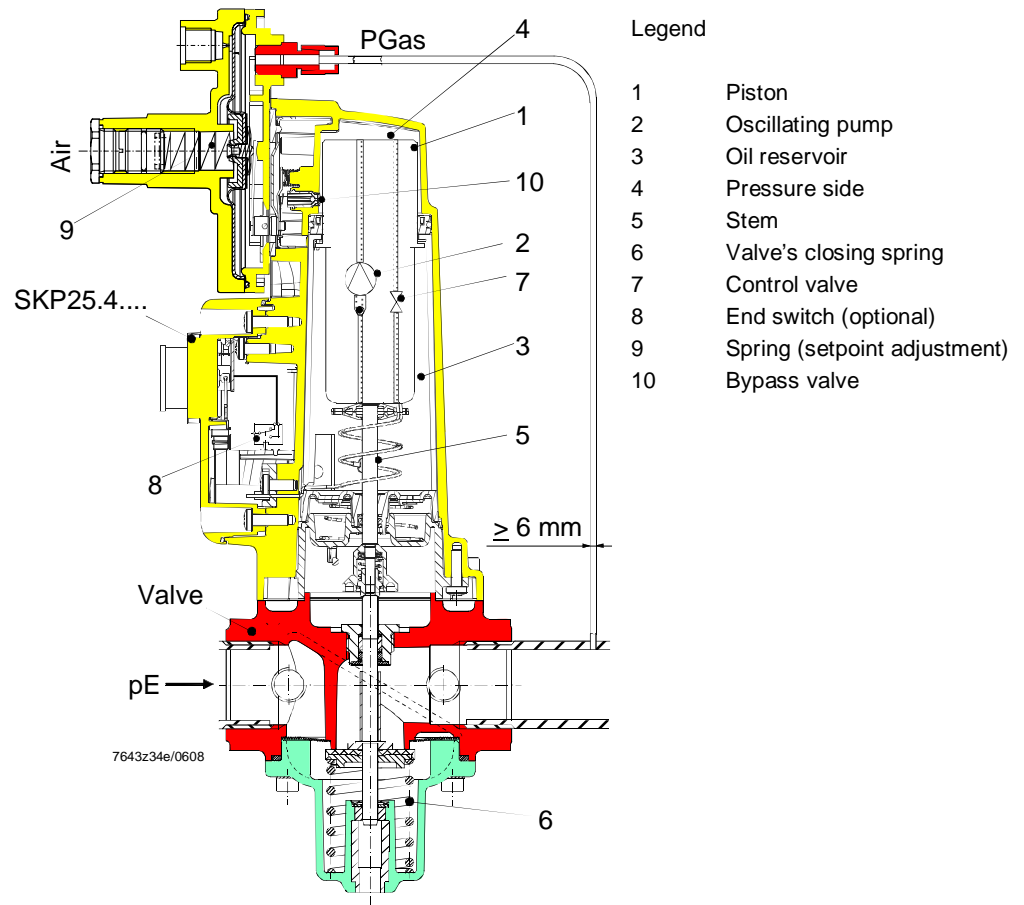 4
PGas
1
Air
10
9
2
7
SKP25.4....
3
5
8
≥ 6 mm
Valve
pE
7643z34e/0608
6
Legend
1 Piston
2 Oscillating pump
3 Oil reservoir
4 Pressure side
5 Stem
6 Valve's closing spring
7 Control valve
8 End switch (optional)
9 Spring (setpoint adjustment)
10 Bypass valve